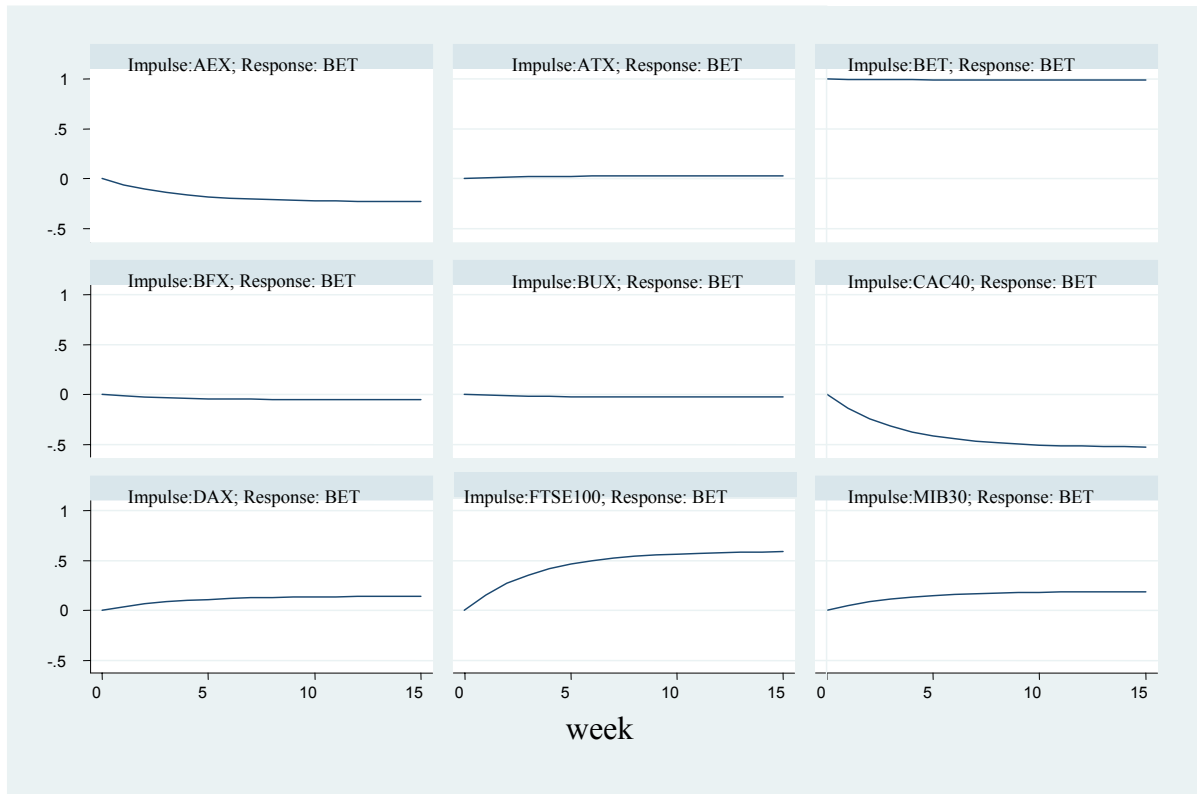 Impulse:AEX; Response: BET
Impulse:ATX; Response: BET
Impulse:BET; Response: BET
1
.5
0
-.5
Impulse:BFX; Response: BET
Impulse:BUX; Response: BET
Impulse:CAC40; Response: BET
1
.5
0
-.5
Impulse:DAX; Response: BET
Impulse:FTSE100; Response: BET
Impulse:MIB30; Response: BET
1
.5
0
-.5
0 5 10 15
0 5 10 15
0 5 10 15
week